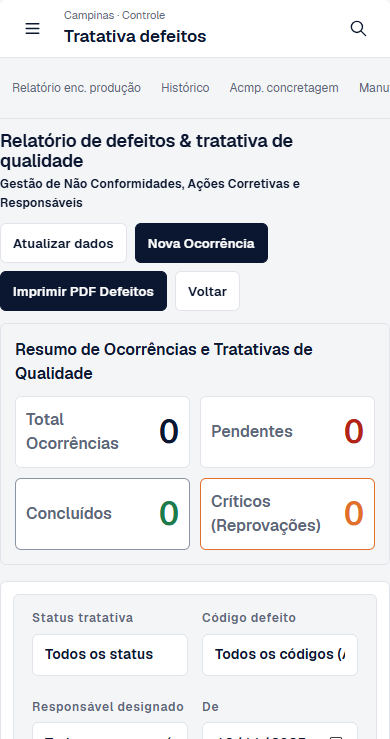 Campinas · Controle
Tratativa defeitos
Relatório enc. produção Histórico Acmp. concretagem Manu
Relatório de defeitos & tratativa de
qualidade
Gestão de Não Conformidades, Ações Corretivas e
Responsáveis
Atualizar dados Nova Ocorrência
Imprimir PDF Defeitos Voltar
Resumo de Ocorrências e Tratativas de
Qualidade
Total
Ocorrências 0
Pendentes 0
Concluídos 0
Críticos
(Reprovações) 0
Status tratativa Código defeito
Todos os status Todos os códigos (
Responsável designado De